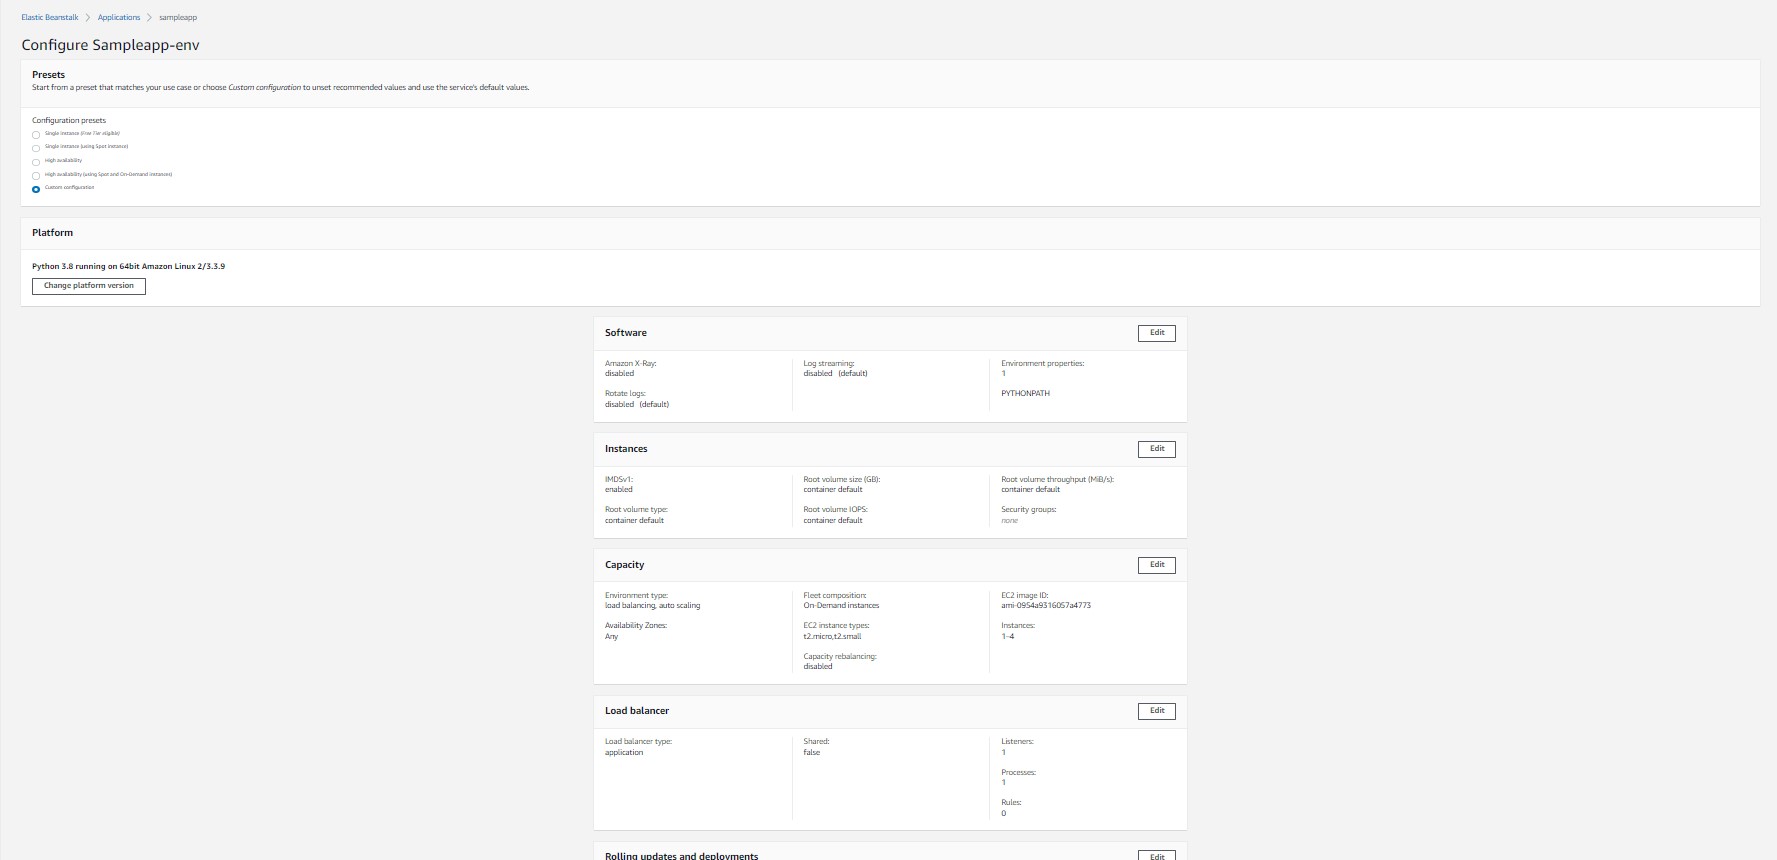 Elastic Beanstalk > Applications > sampleapp
Configure Sampleapp-env
Presets
Start from a preset that matches your use case or choose Custom configuration to unset recommended values and use the service's default values.
Configuration presets
Single instance (Free Tier eligible)
Single instance (using Spot instance)
High availability
High availability (using Spot and On-Demand instances)
Custom configuration
Platform
Python 3.8 running on 64bit Amazon Linux 2/3.3.9
Change platform version
Software Edit
Amazon X-Ray: Log streaming: Environment properties:
disabled disabled (default) 1
Rotate logs: PYTHONPATH
disabled (default)
Instances Edit
IMDSv1: Root volume size (GB): Root volume throughput (MiB/s):
enabled container default container default
Root volume type: Root volume IOPS: Security groups:
container default container default none
Capacity Edit
Environment type: Fleet composition: EC2 image ID:
load balancing, auto scaling On-Demand instances ami-0954a9316057a4773
Availability Zones: EC2 instance types: Instances:
Any t2.micro,t2.small 1–4
Capacity rebalancing:
disabled
Load balancer Edit
Load balancer type: Shared: Listeners:
application false 1
Processes:
1
Rules:
0
Rolling updates and deployments Edit